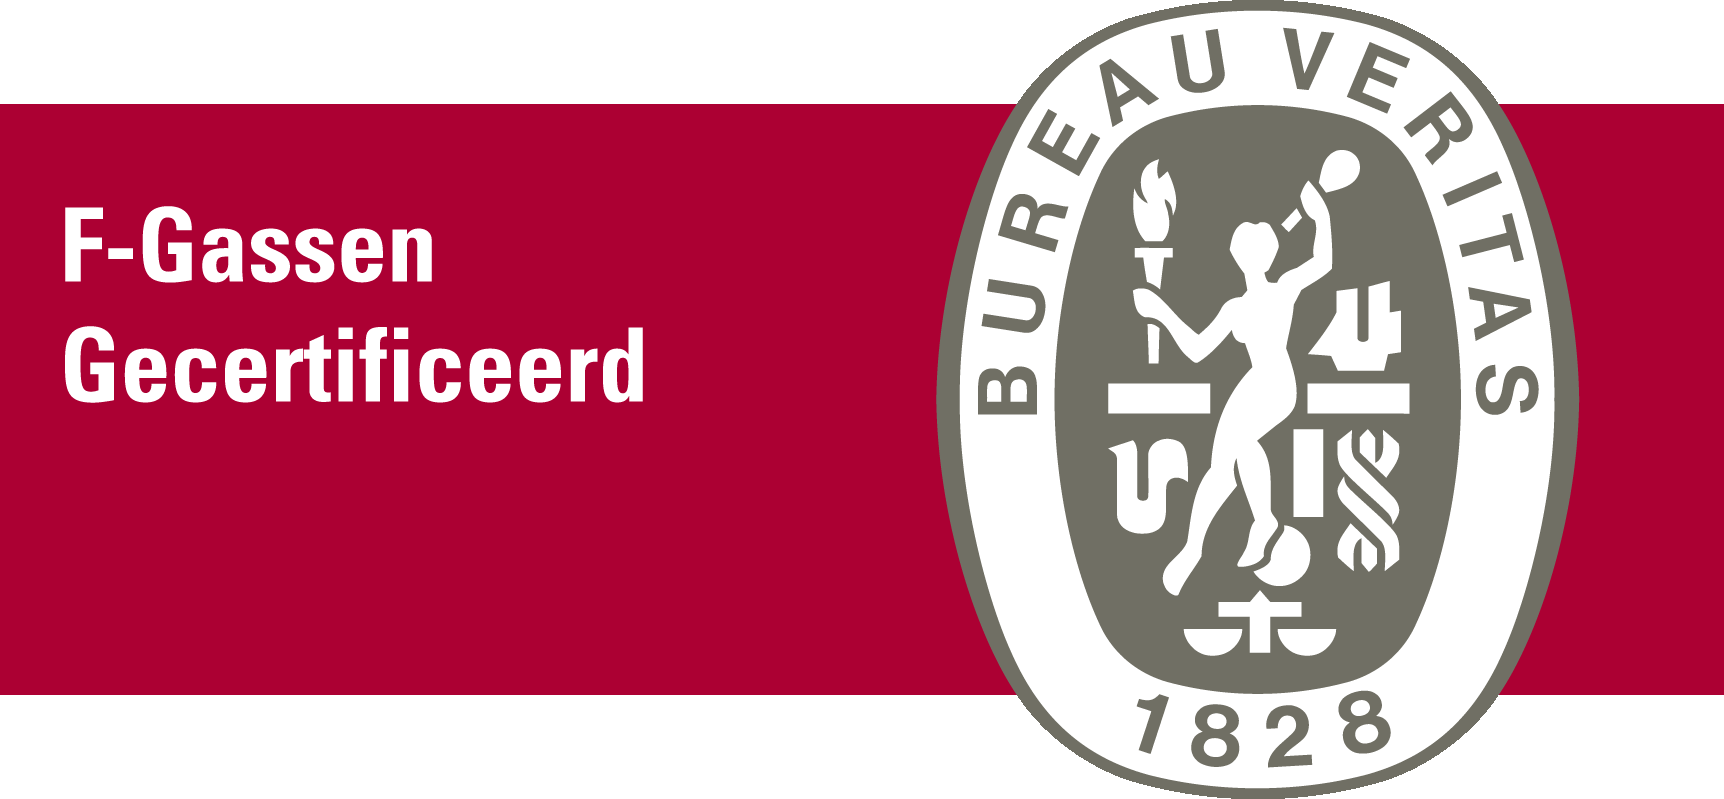 F-Gassen
Gecertificeerd
BUREAU VERITAS
1828